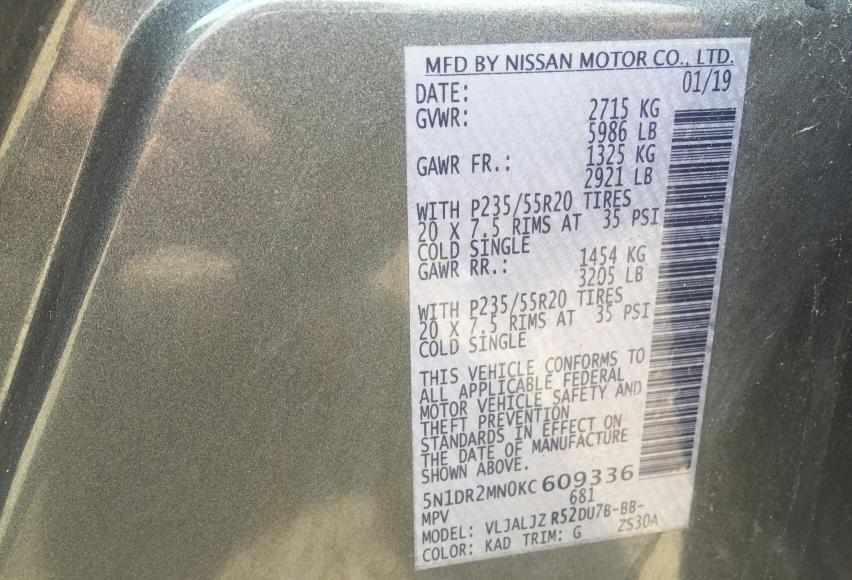 MFD BY NISSAN MOTOR CO., LTD.
DATE: 01/19
GVWR: 2715 KG
5986 LB
GAWR FR.: 1325 KG
2921 LB
WITH P235/55R20 TIRES
20 X 7.5 RIMS AT 35 PSI
COLD SINGLE
GAWR RR.: 1454 KG
3205 LB
WITH P235/55R20 TIRES
20 X 7.5 RIMS AT 35 PSI
COLD SINGLE
THIS VEHICLE CONFORMS TO
ALL APPLICABLE FEDERAL
MOTOR VEHICLE SAFETY AND
THEFT PREVENTION
STANDARDS IN EFFECT ON
THE DATE OF MANUFACTURE
SHOWN ABOVE.
5N1DR2MN0KC609336
MPV 681
MODEL: VLJALJZ R52DU7B-BB-
COLOR: KAD TRIM: G ZS30A